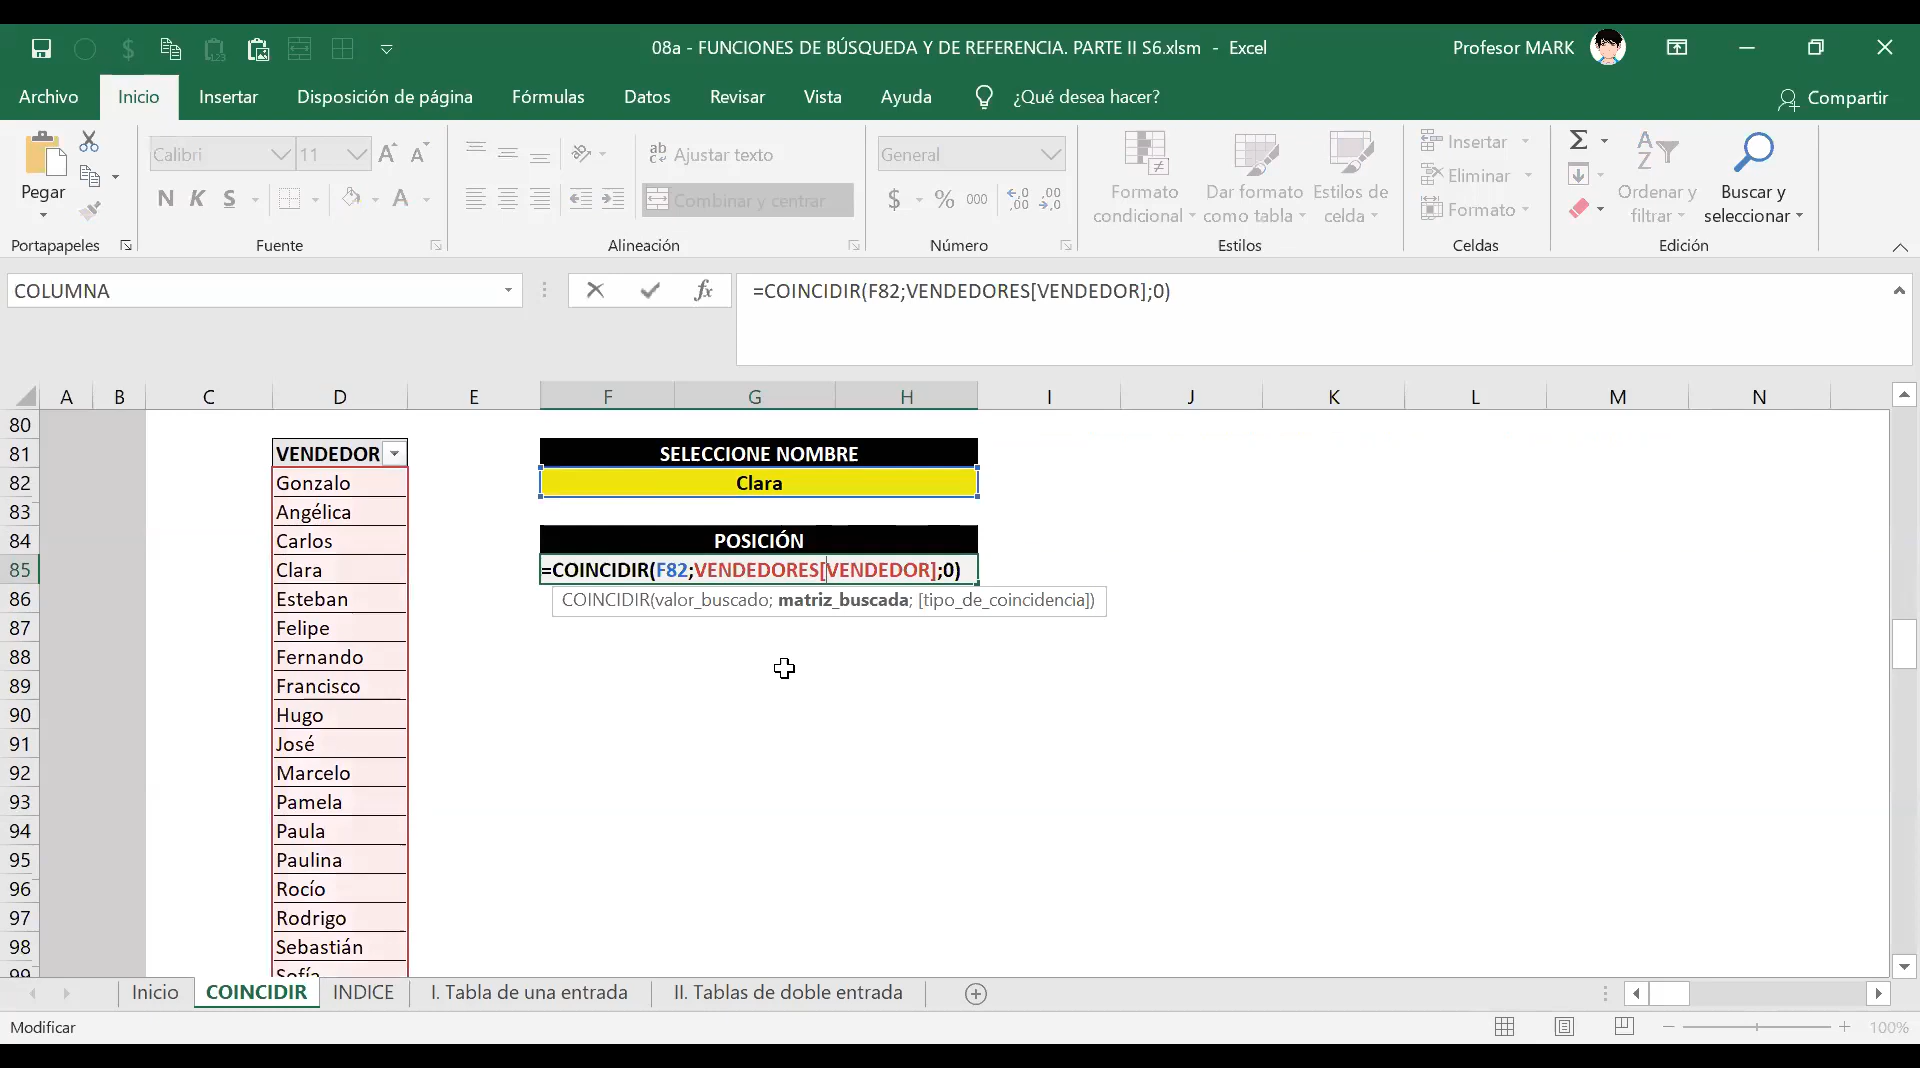 08a - FUNCIONES DE BÚSQUEDA Y DE REFERENCIA. PARTE II S6.xlsm - Excel
Profesor MARK
Archivo Inicio Insertar Disposición de página Fórmulas Datos Revisar Vista Ayuda ¿Qué desea hacer? Compartir
Pegar
Portapapeles
Calibri 11
N K S
Fuente
Ajustar texto
Combinar y centrar
Alineación
General
$ % 000
Número
Formato condicional
Dar formato como tabla
Estilos de celda
Estilos
Insertar
Eliminar
Formato
Celdas
Ordenar y filtrar
Buscar y seleccionar
Edición
COLUMNA
fx
=COINCIDIR(F82;VENDEDORES[VENDEDOR];0)
A B C D E F G H I J K L M N
80
81 VENDEDOR SELECCIONE NOMBRE
82 Gonzalo Clara
83 Angélica
84 Carlos POSICIÓN
85 Clara =COINCIDIR(F82;VENDEDORES[VENDEDOR];0)
86 Esteban COINCIDIR(valor_buscado; matriz_buscada; [tipo_de_coincidencia])
87 Felipe
88 Fernando
89 Francisco
90 Hugo
91 José
92 Marcelo
93 Pamela
94 Paula
95 Paulina
96 Rocío
97 Rodrigo
98 Sebastián
99 Sofía
Inicio COINCIDIR INDICE I. Tabla de una entrada II. Tablas de doble entrada
Modificar
100%